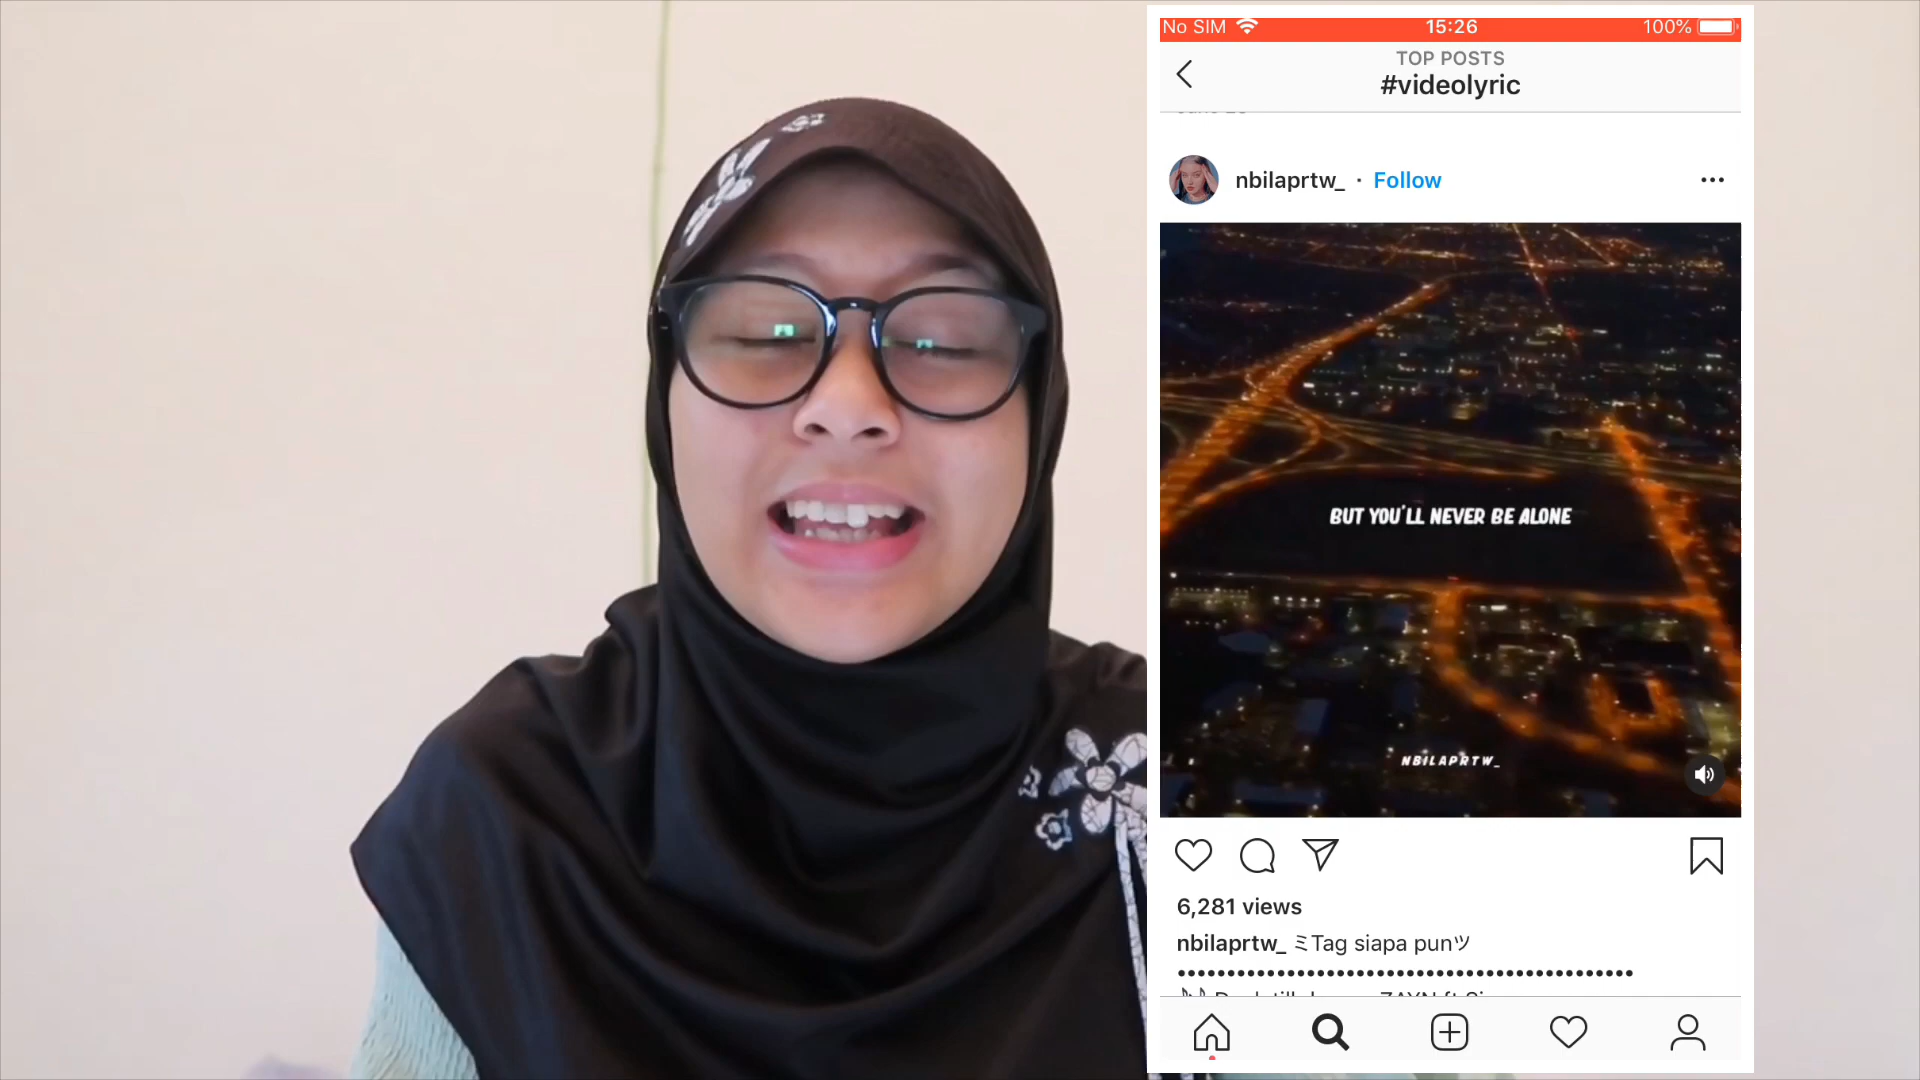 No SIM 15:26 100%
TOP POSTS
#videolyric
nbilaprtw_ · Follow
BUT YOU'LL NEVER BE ALONE
NBILAPRTW_
6,281 views
nbilaprtw_ ミTag siapa punツ